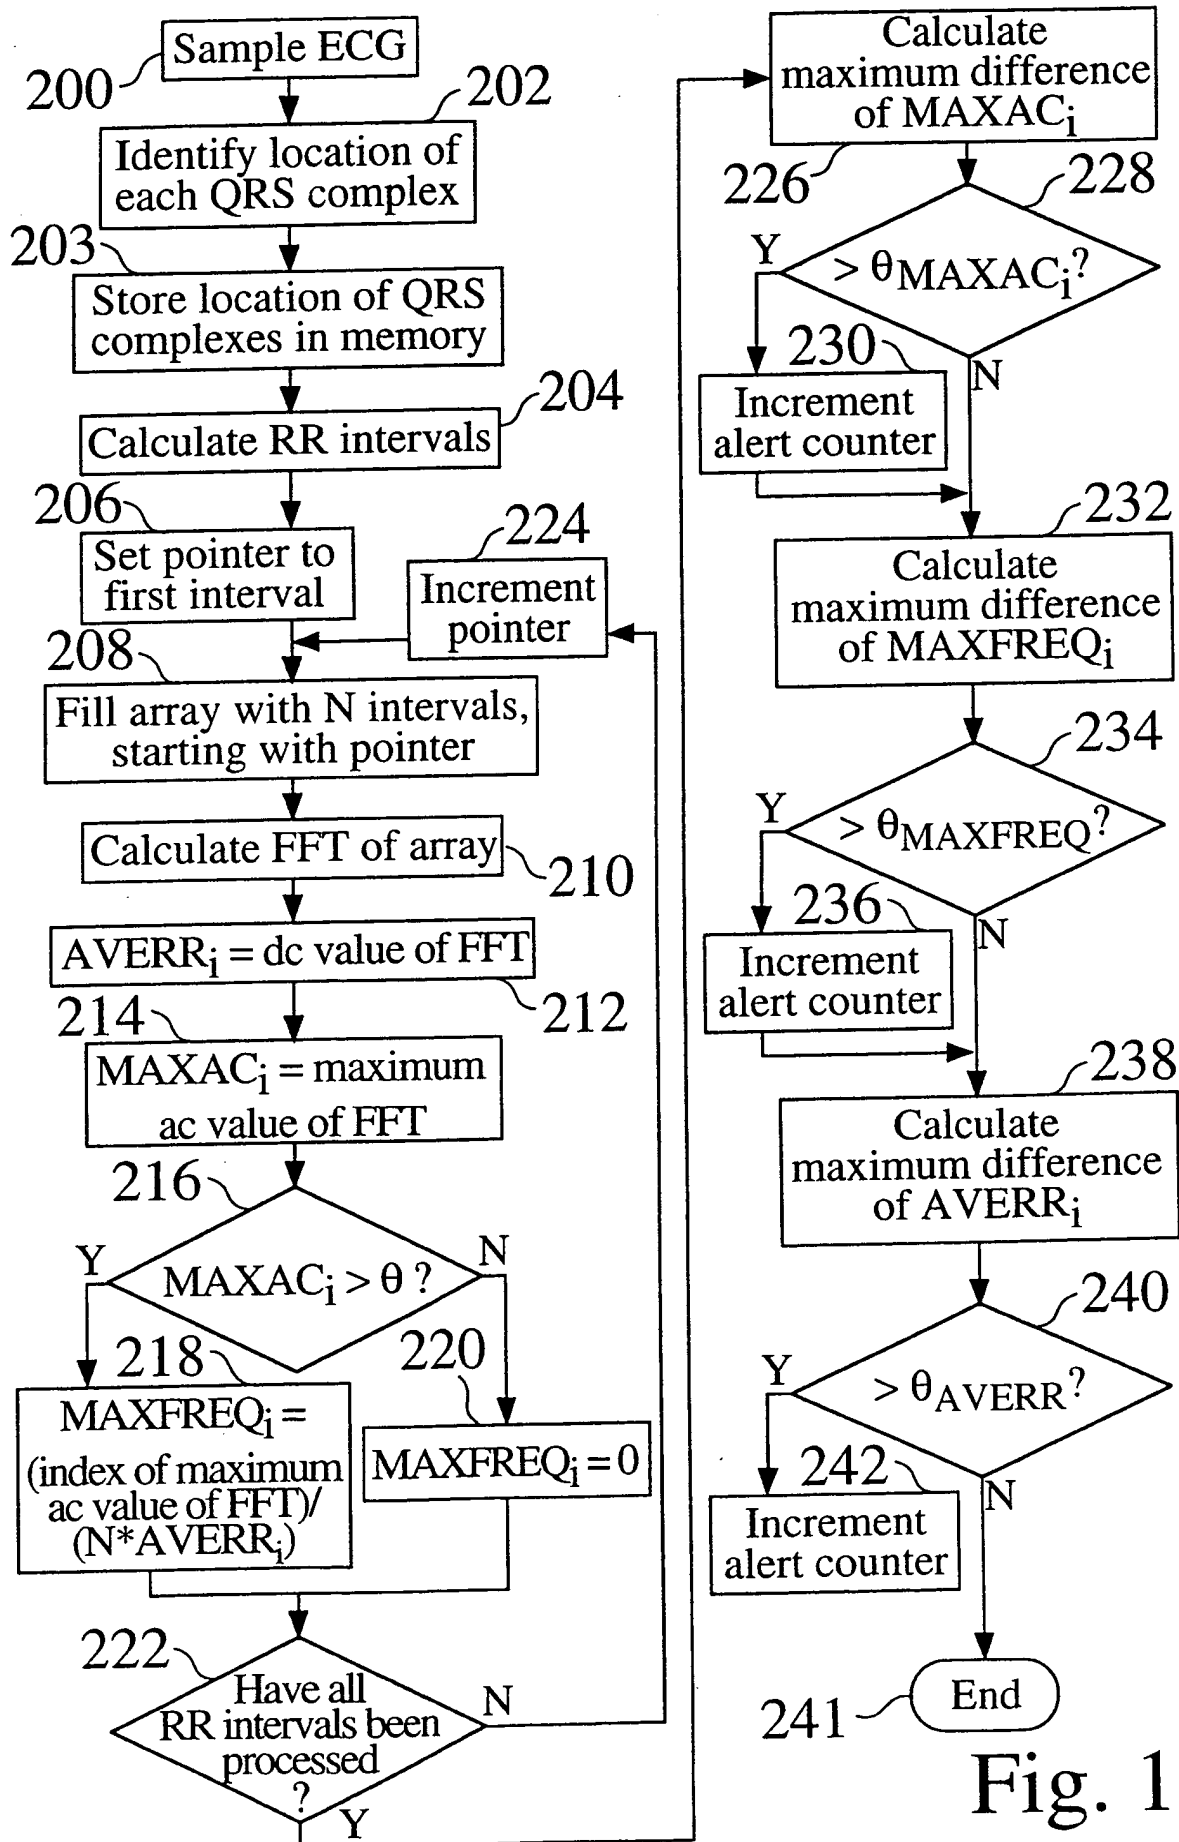 Sample ECG
200
202
Identify location of
each QRS complex
203
Store location of QRS
complexes in memory
204
Calculate RR intervals
206
Set pointer to
first interval
224
Increment
pointer
208
Fill array with N intervals,
starting with pointer
Calculate FFT of array
210
AVERRi = dc value of FFT
212
214
MAXACi = maximum
ac value of FFT
216
MAXACi > θ ?
Y
N
218
MAXFREQi =
(index of maximum
ac value of FFT)/
(N*AVERRi)
220
MAXFREQi = 0
222
Have all
RR intervals been
processed
?
N
Y
Calculate
maximum difference
of MAXACi
226
228
> θMAXACi?
Y
N
230
Increment
alert counter
232
Calculate
maximum difference
of MAXFREQi
234
> θMAXFREQ?
Y
N
236
Increment
alert counter
238
Calculate
maximum difference
of AVERRi
240
> θAVERR?
Y
N
242
Increment
alert counter
End
241
Fig. 1